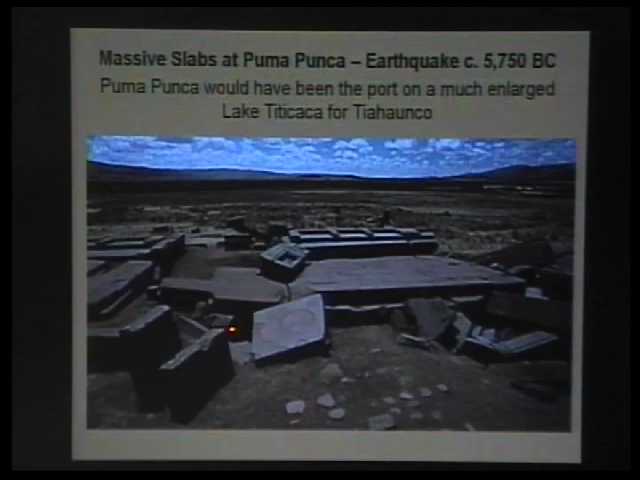 Massive Slabs at Puma Punca – Earthquake c. 5,750 BC
Puma Punca would have been the port on a much enlarged
Lake Titicaca for Tiahaunco